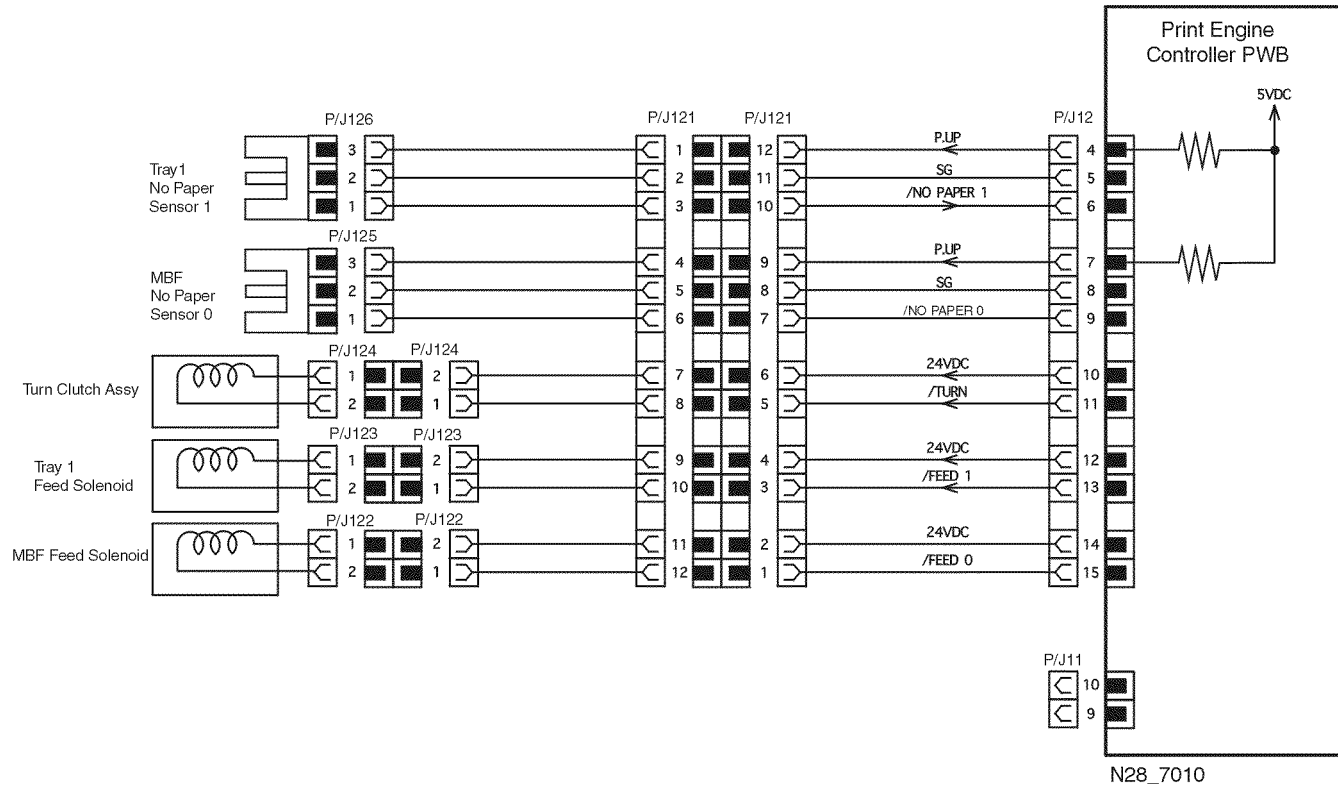 Print Engine
Controller PWB
5VDC
P/J126
P/J121
P/J121
P/J12
Tray1
No Paper
Sensor 1
3
1
12
P.UP
4
2
2
11
SG
5
1
3
10
/NO PAPER 1
6
P/J125
MBF
No Paper
Sensor 0
3
4
9
P.UP
7
2
5
8
SG
8
1
6
7
/NO PAPER 0
9
P/J124
P/J124
Turn Clutch Assy
1
2
7
6
24VDC
10
2
1
8
5
/TURN
11
P/J123
P/J123
Tray 1
Feed Solenoid
1
2
9
4
24VDC
12
2
1
10
3
/FEED 1
13
P/J122
P/J122
MBF Feed Solenoid
1
2
11
2
24VDC
14
2
1
12
1
/FEED 0
15
P/J11
10
9
N28_7010